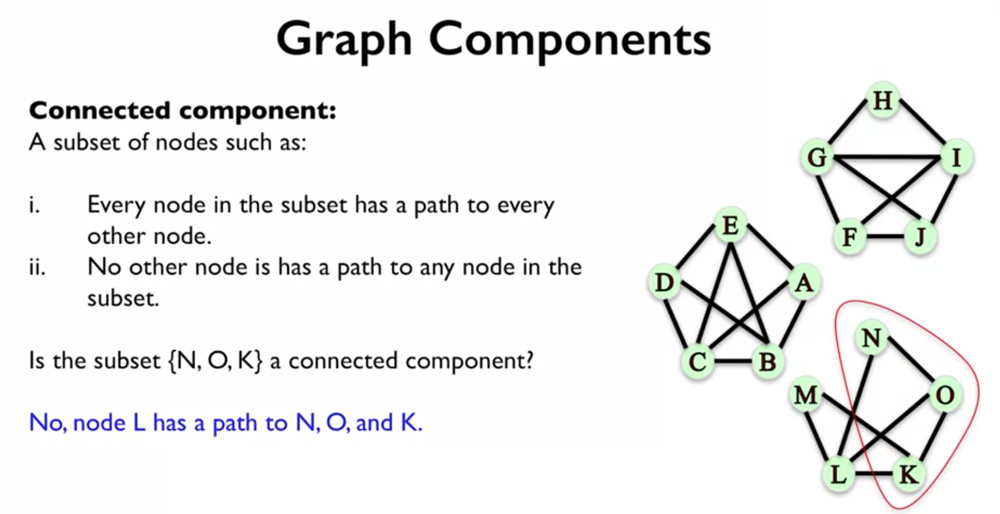 Graph Components
Connected component:
A subset of nodes such as:
i. Every node in the subset has a path to every
other node.
ii. No other node is has a path to any node in the
subset.
Is the subset {N, O, K} a connected component?
No, node L has a path to N, O, and K.
H
G I
F J
E
D A
C B
N
M O
L K